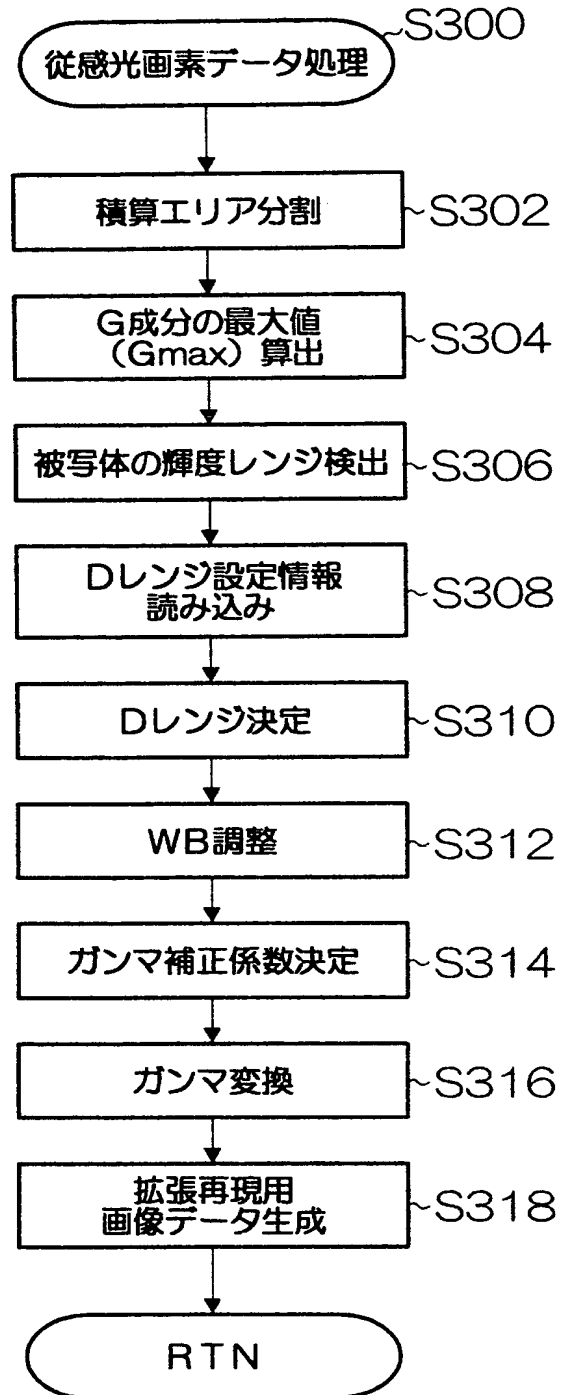 S300
従感光画素データ処理
積算エリア分割
S302
G成分の最大値
(Gmax)算出
S304
被写体の輝度レンジ検出
S306
Dレンジ設定情報
読み込み
S308
Dレンジ決定
S310
WB調整
S312
ガンマ補正係数決定
S314
ガンマ変換
S316
拡張再現用
画像データ生成
S318
RTN